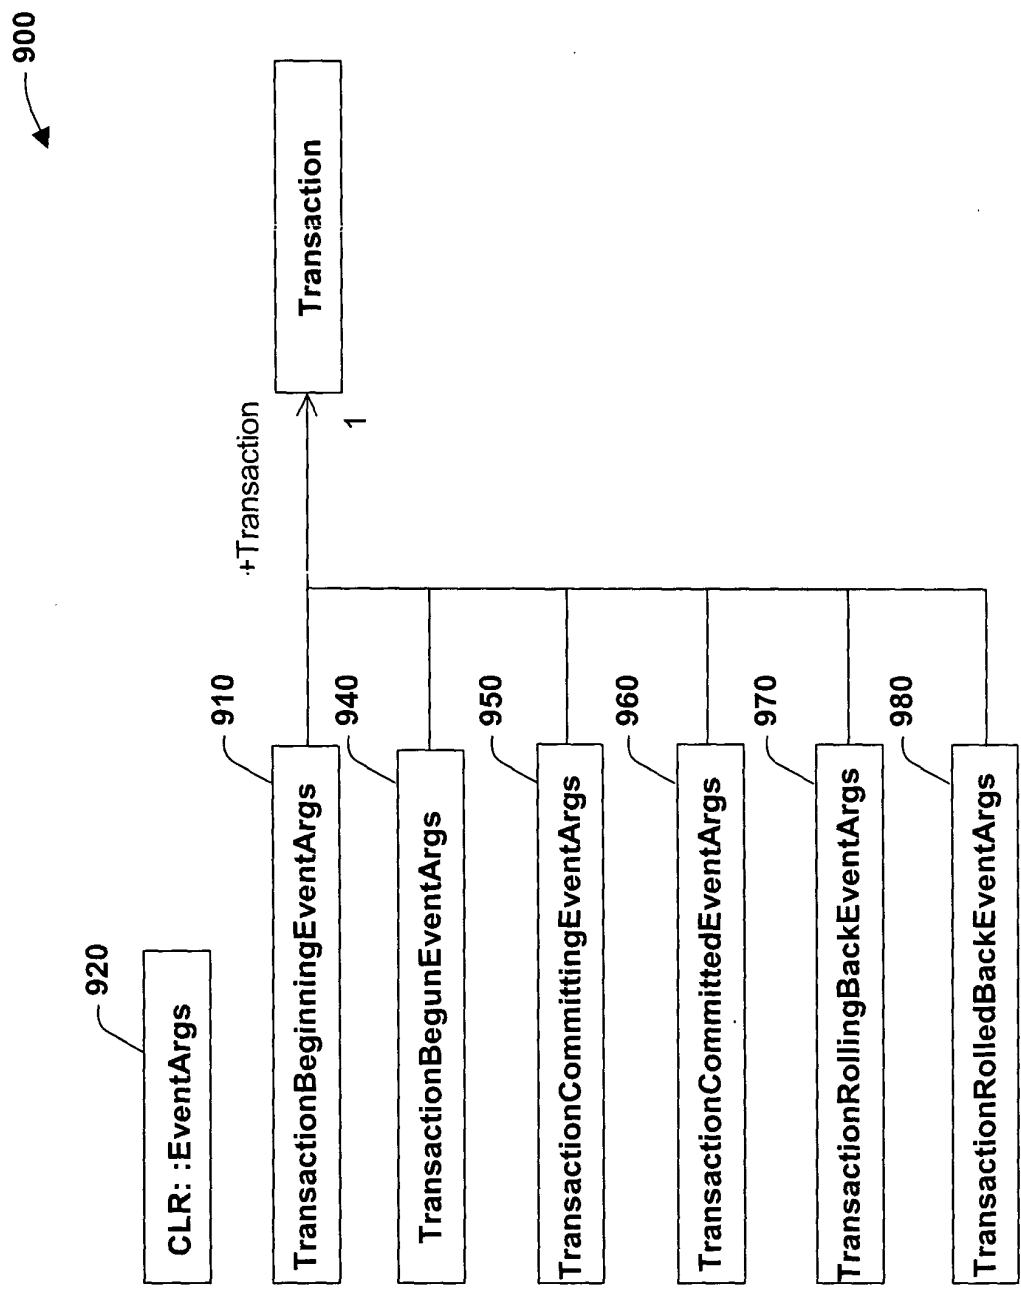 900
920
CLR: :EventArgs
910
TransactionBeginningEventArgs
+Transaction
1
Transaction
940
TransactionBegunEventArgs
950
TransactionCommittingEventArgs
960
TransactionCommittedEventArgs
970
TransactionRollingBackEventArgs
980
TransactionRolledBackEventArgs